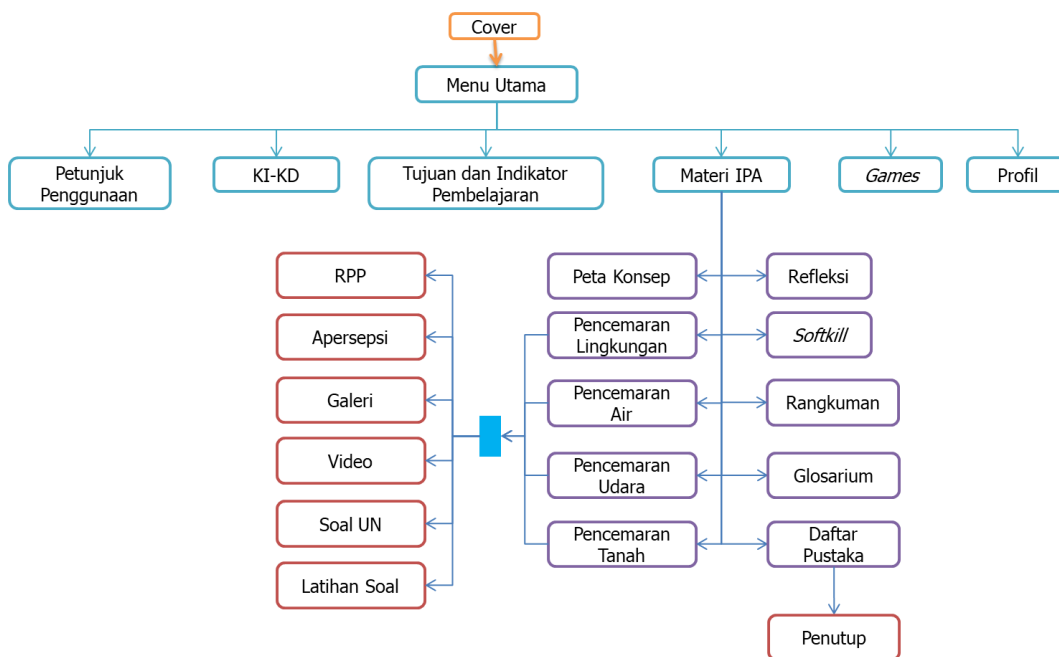 Cover
Menu Utama
Petunjuk
Penggunaan
KI-KD
Tujuan dan Indikator
Pembelajaran
Materi IPA
Games
Profil
RPP
Peta Konsep
Refleksi
Apersepsi
Pencemaran
Lingkungan
Softkill
Galeri
Pencemaran
Air
Rangkuman
Video
Pencemaran
Udara
Glosarium
Soal UN
Pencemaran
Tanah
Daftar
Pustaka
Latihan Soal
Penutup